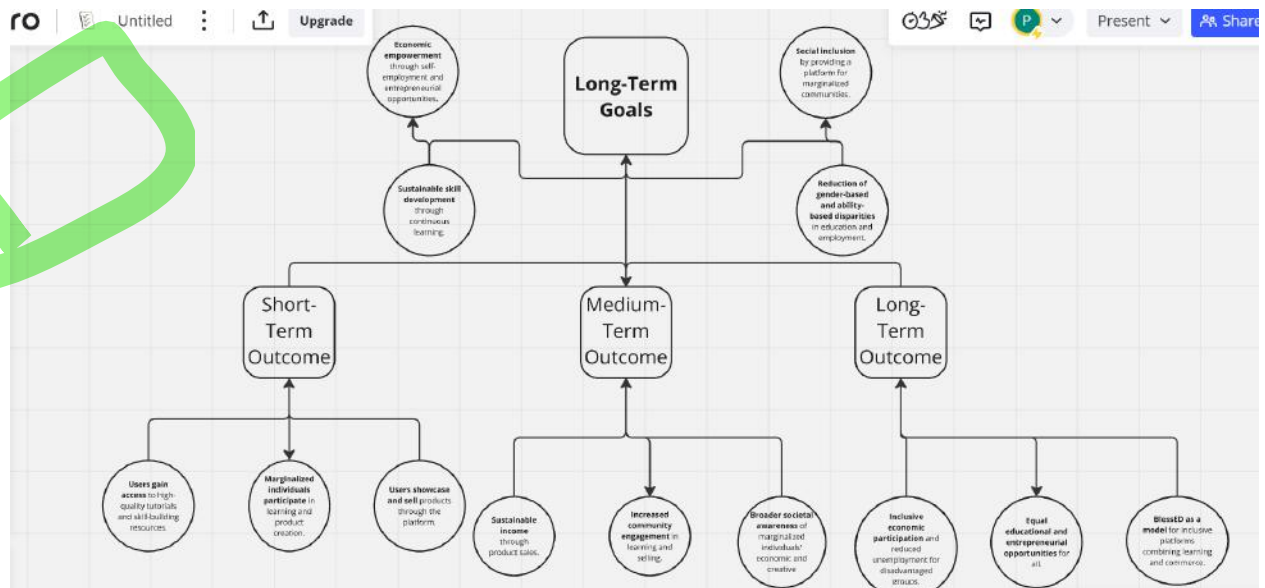 ro Untitled Upgrade P Present Share
Economic
empowerment
through self-
employment and
entrepreneurial
opportunities.
Long-Term
Goals
Social inclusion
by providing a
platform for
marginalized
communities.
Sustainable skill
development
through
continuous
learning.
Reduction of
gender-based
and ability-
based disparities
in education and
employment.
Short-
Term
Outcome
Medium-
Term
Outcome
Long-
Term
Outcome
Users gain
access to high-
quality tutorials
and skill-building
resources.
Marginalized
individuals
participate in
learning and
product
creation.
Users showcase
and sell products
through the
platform.
Sustainable
income
through
product sales.
Increased
community
engagement in
learning and
selling.
Broader societal
awareness of
marginalized
individuals'
economic and
creative
Inclusive
economic
participation and
reduced
unemployment for
disadvantaged
groups.
Equal
educational and
entrepreneurial
opportunities for
all.
BlessED as a
model for inclusive
platforms
combining learning
and commerce.